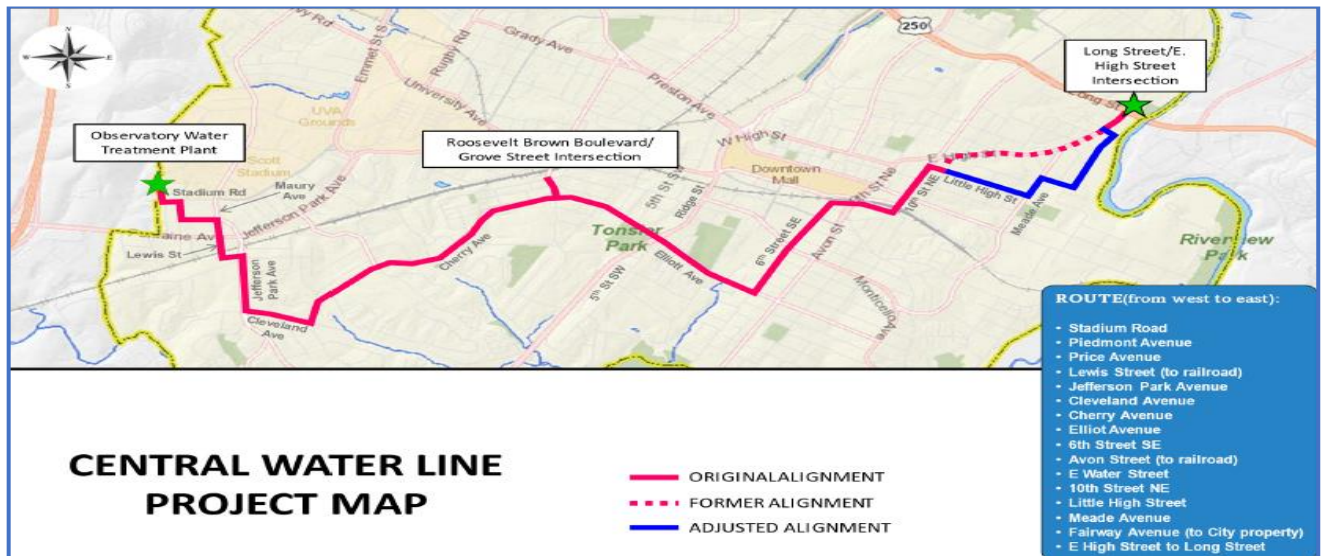 N
W
E
S
250
Long Street/E.
High Street
Intersection
Grady Ave
Emmet St S
Rugby Rd
University Ave
Preston Ave
UVA
Grounds
Long St
Observatory Water
Treatment Plant
Roosevelt Brown Boulevard/
Grove Street Intersection
W High St
Scott
Stadium
Downtown
Mall
E High St
Stadium Rd
Maury
Ave
Jefferson Park Ave
5th St SW
Ridge St
10th St NE
Little High St
Meade Ave
Lewis St
Cherry Ave
Tonsler
Park
Elliott Ave
6th Street SE
Avon St
Riverview
Park
Jefferson
Park Ave
5th St SW
Monticello Ave
Cleveland
Ave
ROUTE(from west to east):
• Stadium Road
• Piedmont Avenue
• Price Avenue
• Lewis Street (to railroad)
• Jefferson Park Avenue
• Cleveland Avenue
• Cherry Avenue
• Elliot Avenue
• 6th Street SE
• Avon Street (to railroad)
• E Water Street
• 10th Street NE
• Little High Street
• Meade Avenue
• Fairway Avenue (to City property)
• E High Street to Long Street
CENTRAL WATER LINE
PROJECT MAP
ORIGINALALIGNMENT
FORMER ALIGNMENT
ADJUSTED ALIGNMENT